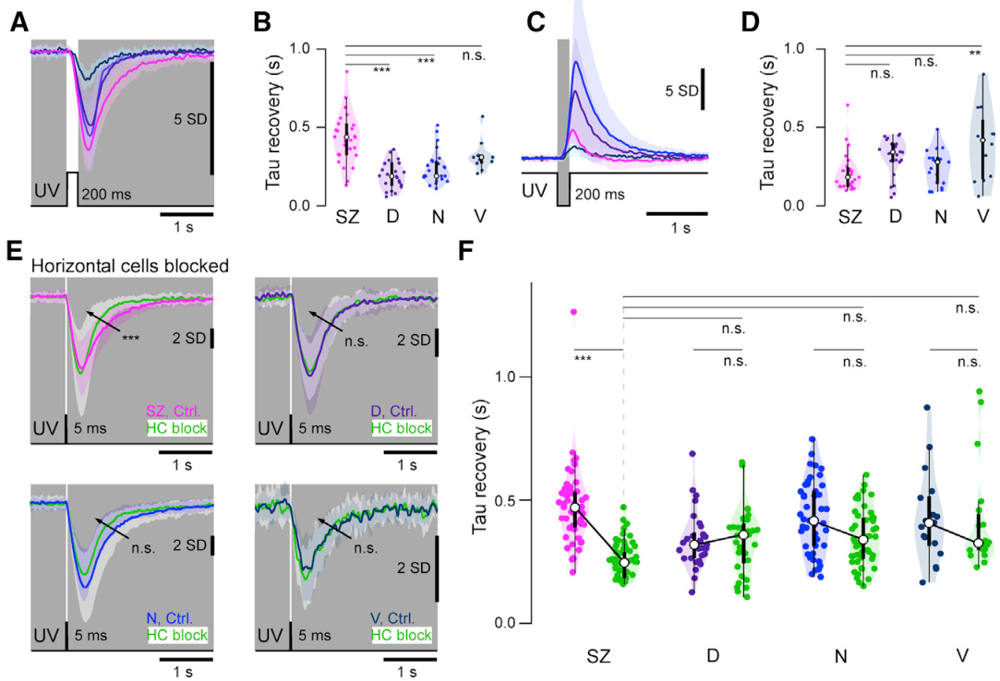 A
5 SD
UV
200 ms
1 s
B
Tau recovery (s)
1.0
0.5
0.0
***
***
n.s.
SZ
D
N
V
C
5 SD
UV
200 ms
1 s
D
Tau recovery (s)
1.0
0.5
0.0
n.s.
n.s.
**
SZ
D
N
V
E
Horizontal cells blocked
***
2 SD
SZ, Ctrl.
HC block
UV
5 ms
1 s
n.s.
2 SD
D, Ctrl.
HC block
UV
5 ms
1 s
n.s.
2 SD
N, Ctrl.
HC block
UV
5 ms
1 s
n.s.
2 SD
V, Ctrl.
HC block
UV
5 ms
1 s
F
Tau recovery (s)
1.0
0.5
0.0
n.s.
n.s.
n.s.
***
n.s.
n.s.
n.s.
SZ
D
N
V